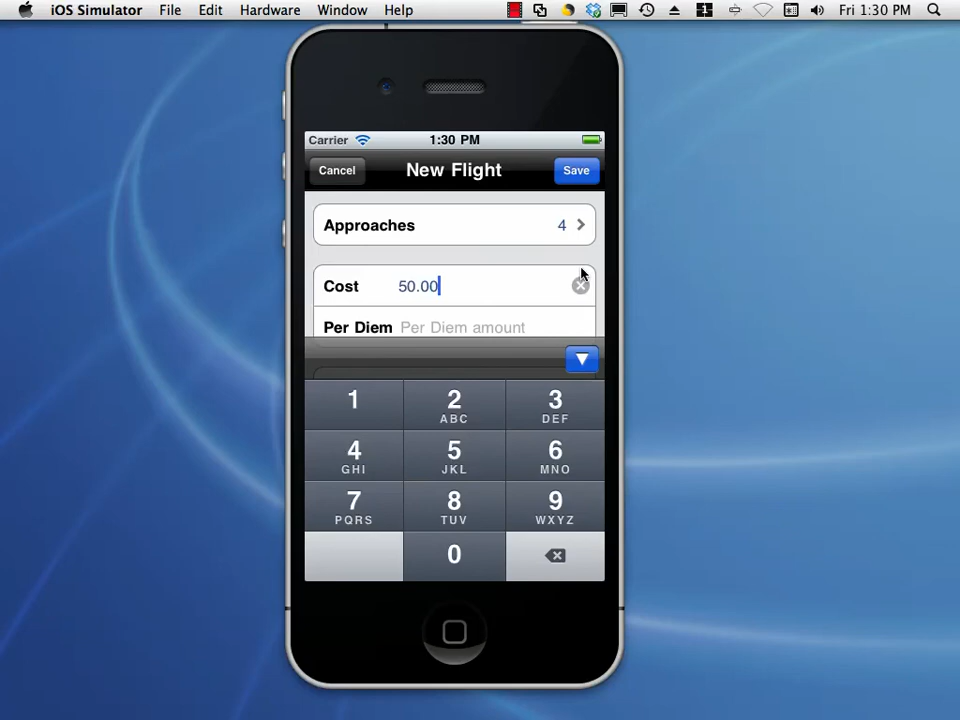 iOS Simulator File Edit Hardware Window Help Fri 1:30 PM
Carrier 1:30 PM
Cancel New Flight Save
Approaches 4
Cost 50.00
Per Diem Per Diem amount
1 2 3
ABC DEF
4 5 6
GHI JKL MNO
7 8 9
PQRS TUV WXYZ
0